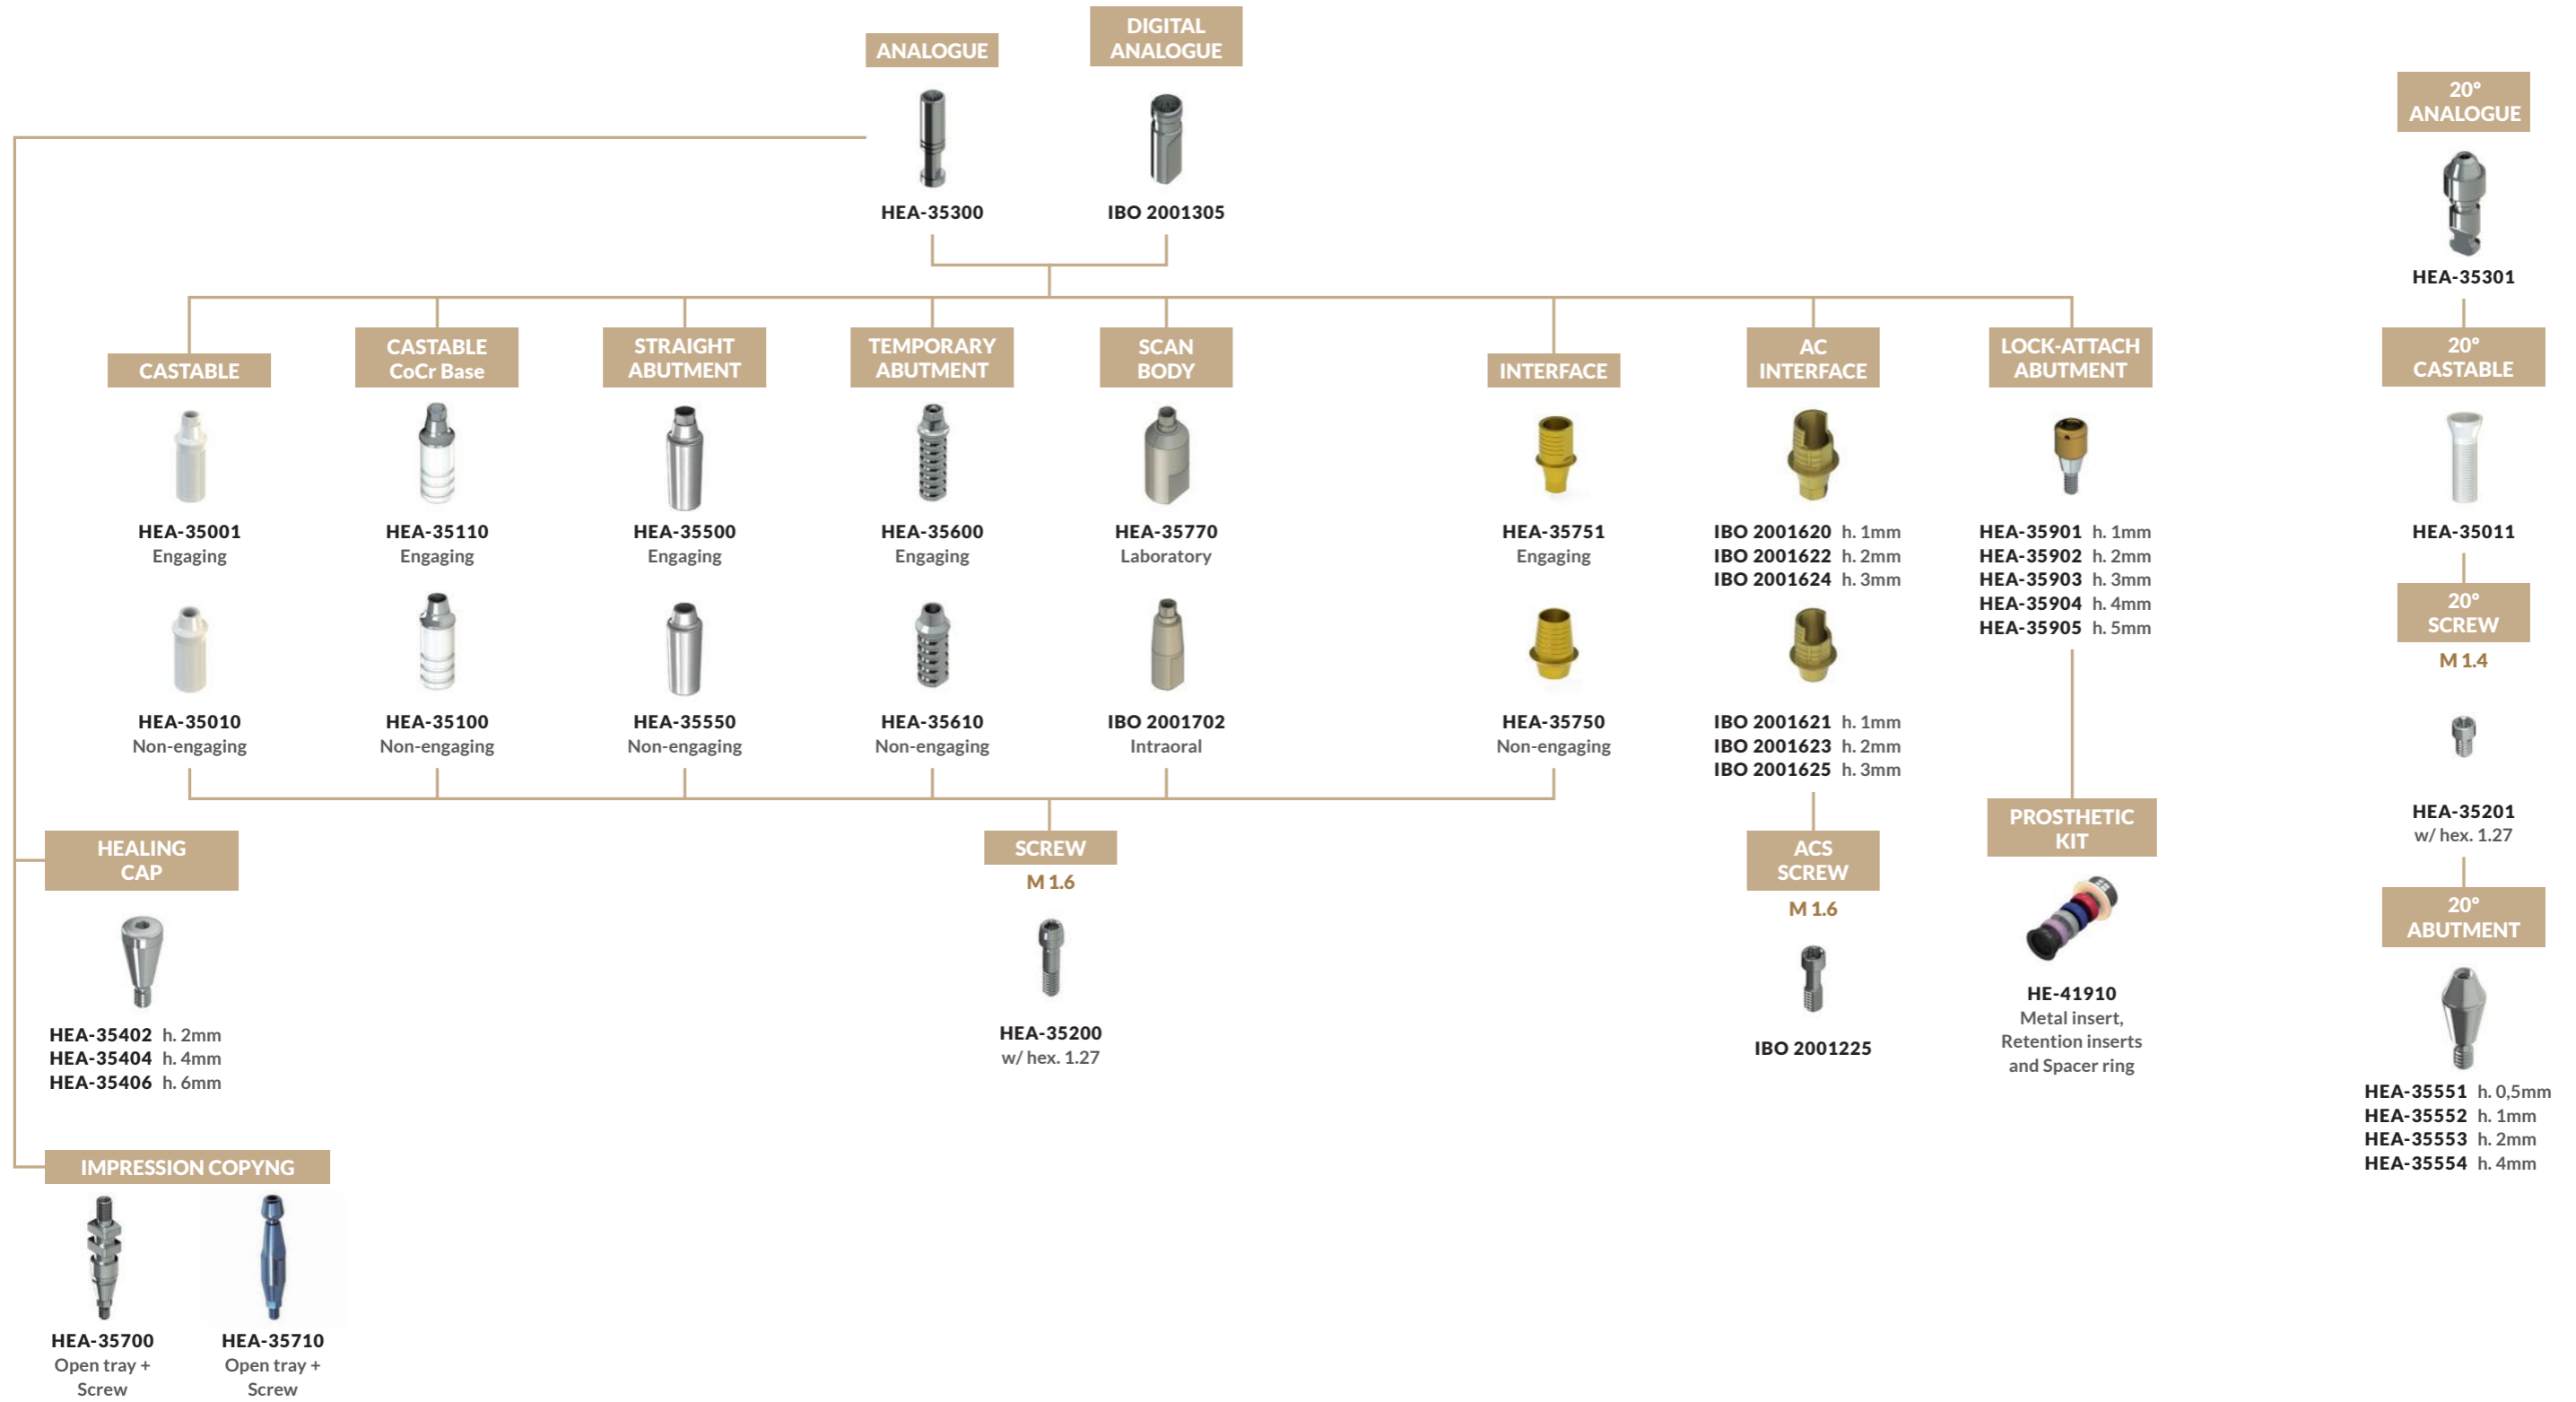 ANALOGUE
HEA-35300
DIGITAL
ANALOGUE
IBO 2001305
CASTABLE
HEA-35001
Engaging
HEA-35010
Non-engaging
CASTABLE
CoCr Base
HEA-35110
Engaging
HEA-35100
Non-engaging
STRAIGHT
ABUTMENT
HEA-35500
Engaging
HEA-35550
Non-engaging
TEMPORARY
ABUTMENT
HEA-35600
Engaging
HEA-35610
Non-engaging
SCAN
BODY
HEA-35770
Laboratory
IBO 2001702
Intraoral
INTERFACE
HEA-35751
Engaging
HEA-35750
Non-engaging
AC
INTERFACE
IBO 2001620 h. 1mm
IBO 2001622 h. 2mm
IBO 2001624 h. 3mm
IBO 2001621 h. 1mm
IBO 2001623 h. 2mm
IBO 2001625 h. 3mm
LOCK-ATTACH
ABUTMENT
HEA-35901 h. 1mm
HEA-35902 h. 2mm
HEA-35903 h. 3mm
HEA-35904 h. 4mm
HEA-35905 h. 5mm
HEALING
CAP
HEA-35402 h. 2mm
HEA-35404 h. 4mm
HEA-35406 h. 6mm
SCREW
M 1.6
HEA-35200
w/ hex. 1.27
ACS
SCREW
M 1.6
IBO 2001225
PROSTHETIC
KIT
HE-41910
Metal insert,
Retention inserts
and Spacer ring
IMPRESSION COPYNG
HEA-35700
Open tray +
Screw
HEA-35710
Open tray +
Screw
20º
ANALOGUE
HEA-35301
20º
CASTABLE
HEA-35011
20º
SCREW
M 1.4
HEA-35201
w/ hex. 1.27
20º
ABUTMENT
HEA-35551 h. 0,5mm
HEA-35552 h. 1mm
HEA-35553 h. 2mm
HEA-35554 h. 4mm